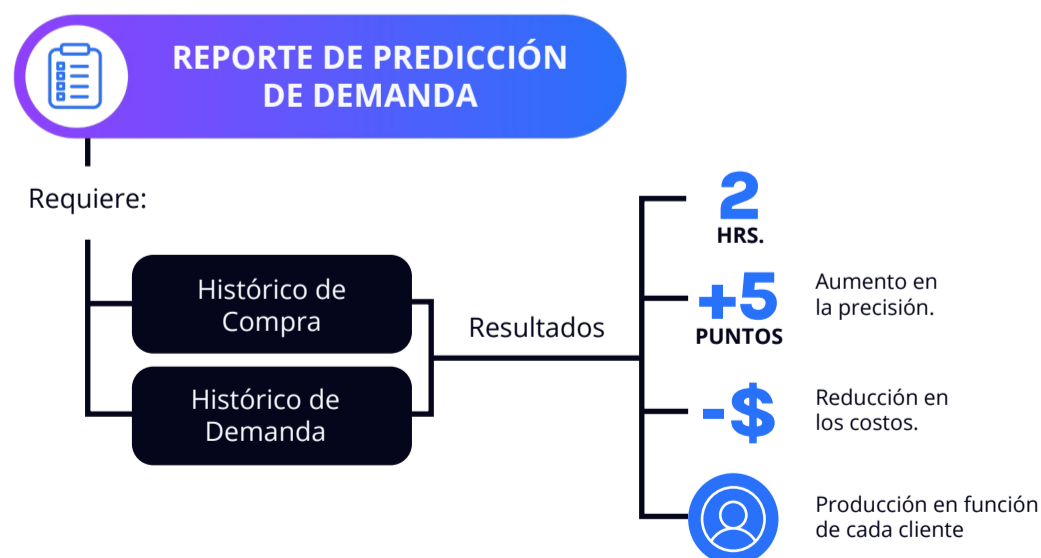 REPORTE DE PREDICCIÓN
DE DEMANDA
Requiere:
Histórico de
Compra
Histórico de
Demanda
Resultados
2
HRS.
+5
PUNTOS
Aumento en
la precisión.
-$
Reducción en
los costos.
Producción en función
de cada cliente